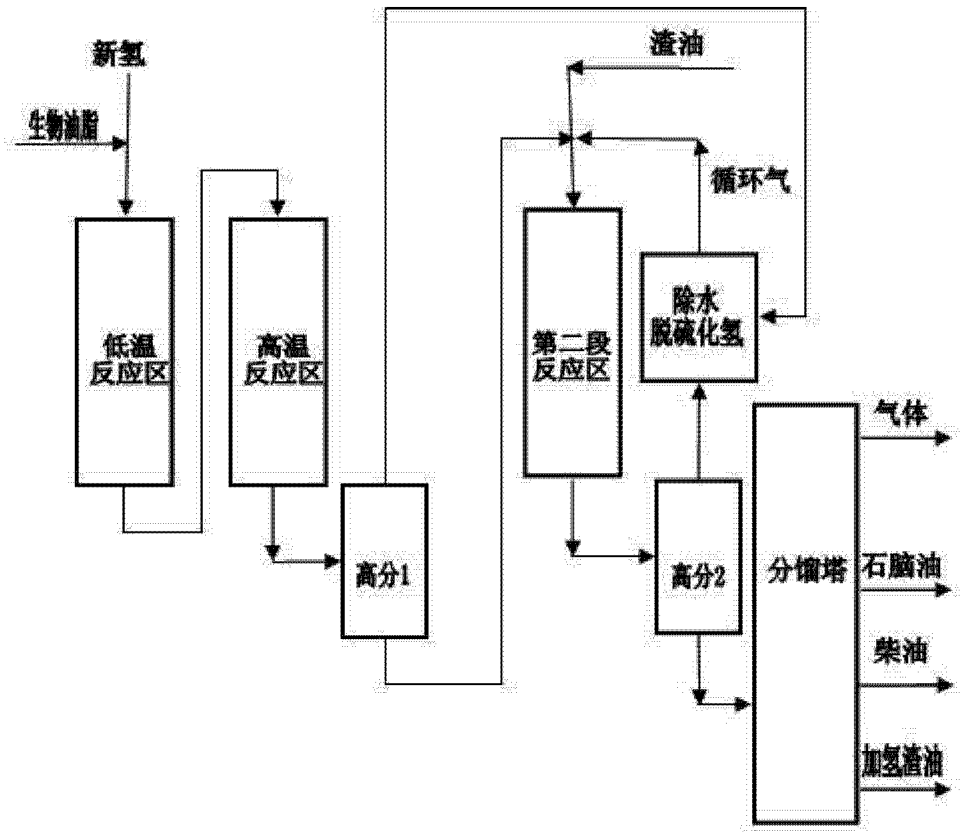 新氢
生物油脂
渣油
循环气
低温
反应区
高温
反应区
第二段
反应区
除水
脱硫化氢
高分1
高分2
分馏塔
气体
石脑油
柴油
加氢渣油